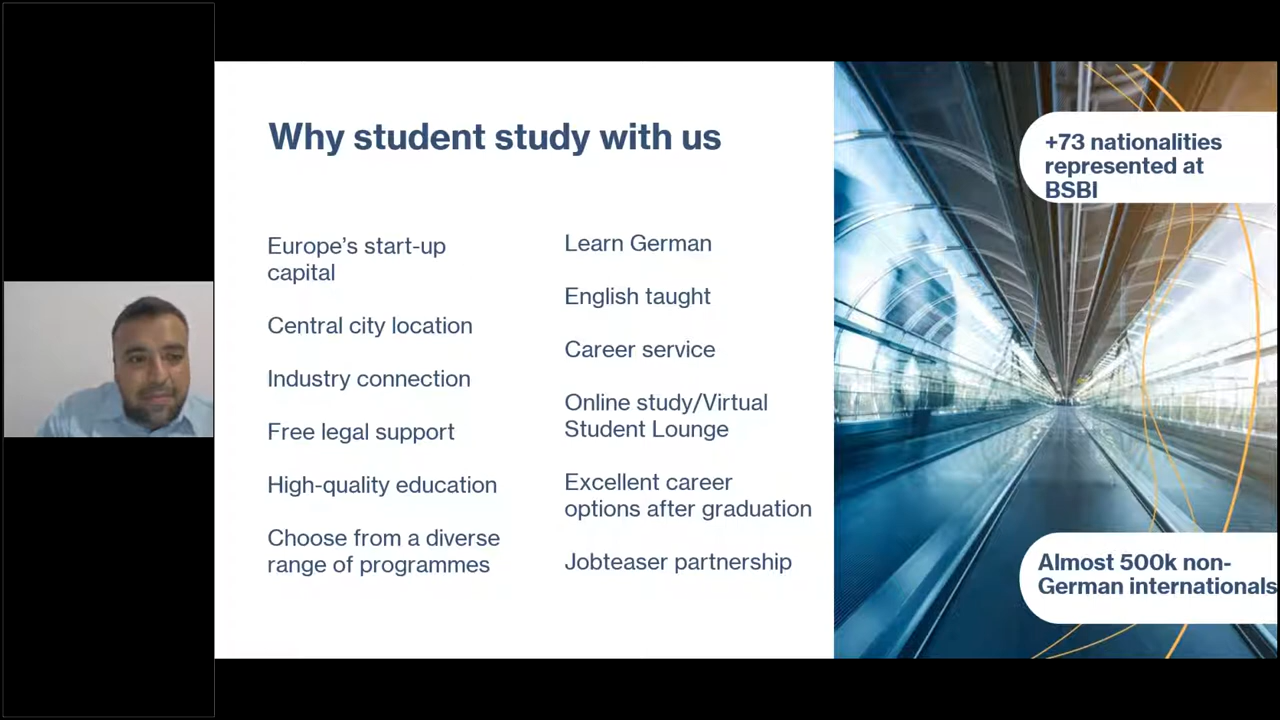 Why student study with us
Europe’s start-up
capital
Central city location
Industry connection
Free legal support
High-quality education
Choose from a diverse
range of programmes
Learn German
English taught
Career service
Online study/Virtual
Student Lounge
Excellent career
options after graduation
Jobteaser partnership
+73 nationalities
represented at
BSBI
Almost 500k non-
German internationals